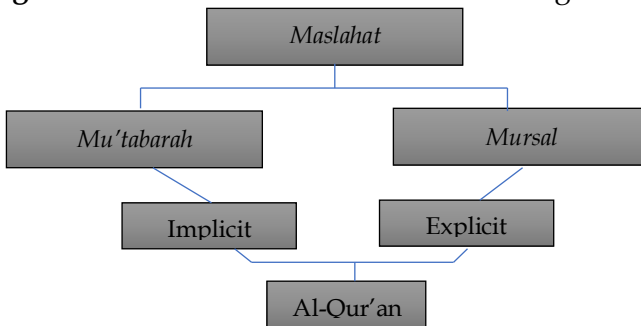 Maslahat
Mu'tabarah
Mursal
Implicit
Explicit
Al-Qur'an